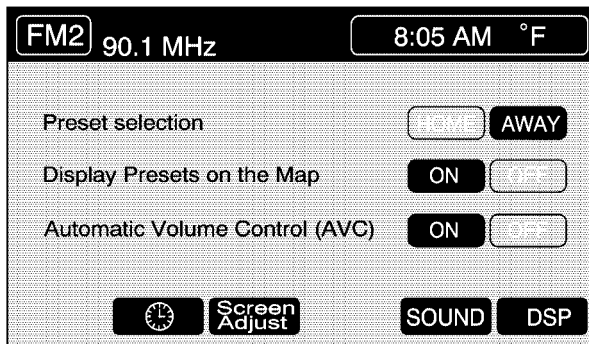 FM2 90.1 MHz 8:05 AM °F
Preset selection HOME AWAY
Display Presets on the Map ON OFF
Automatic Volume Control (AVC) ON OFF
Screen
Adjust
SOUND DSP